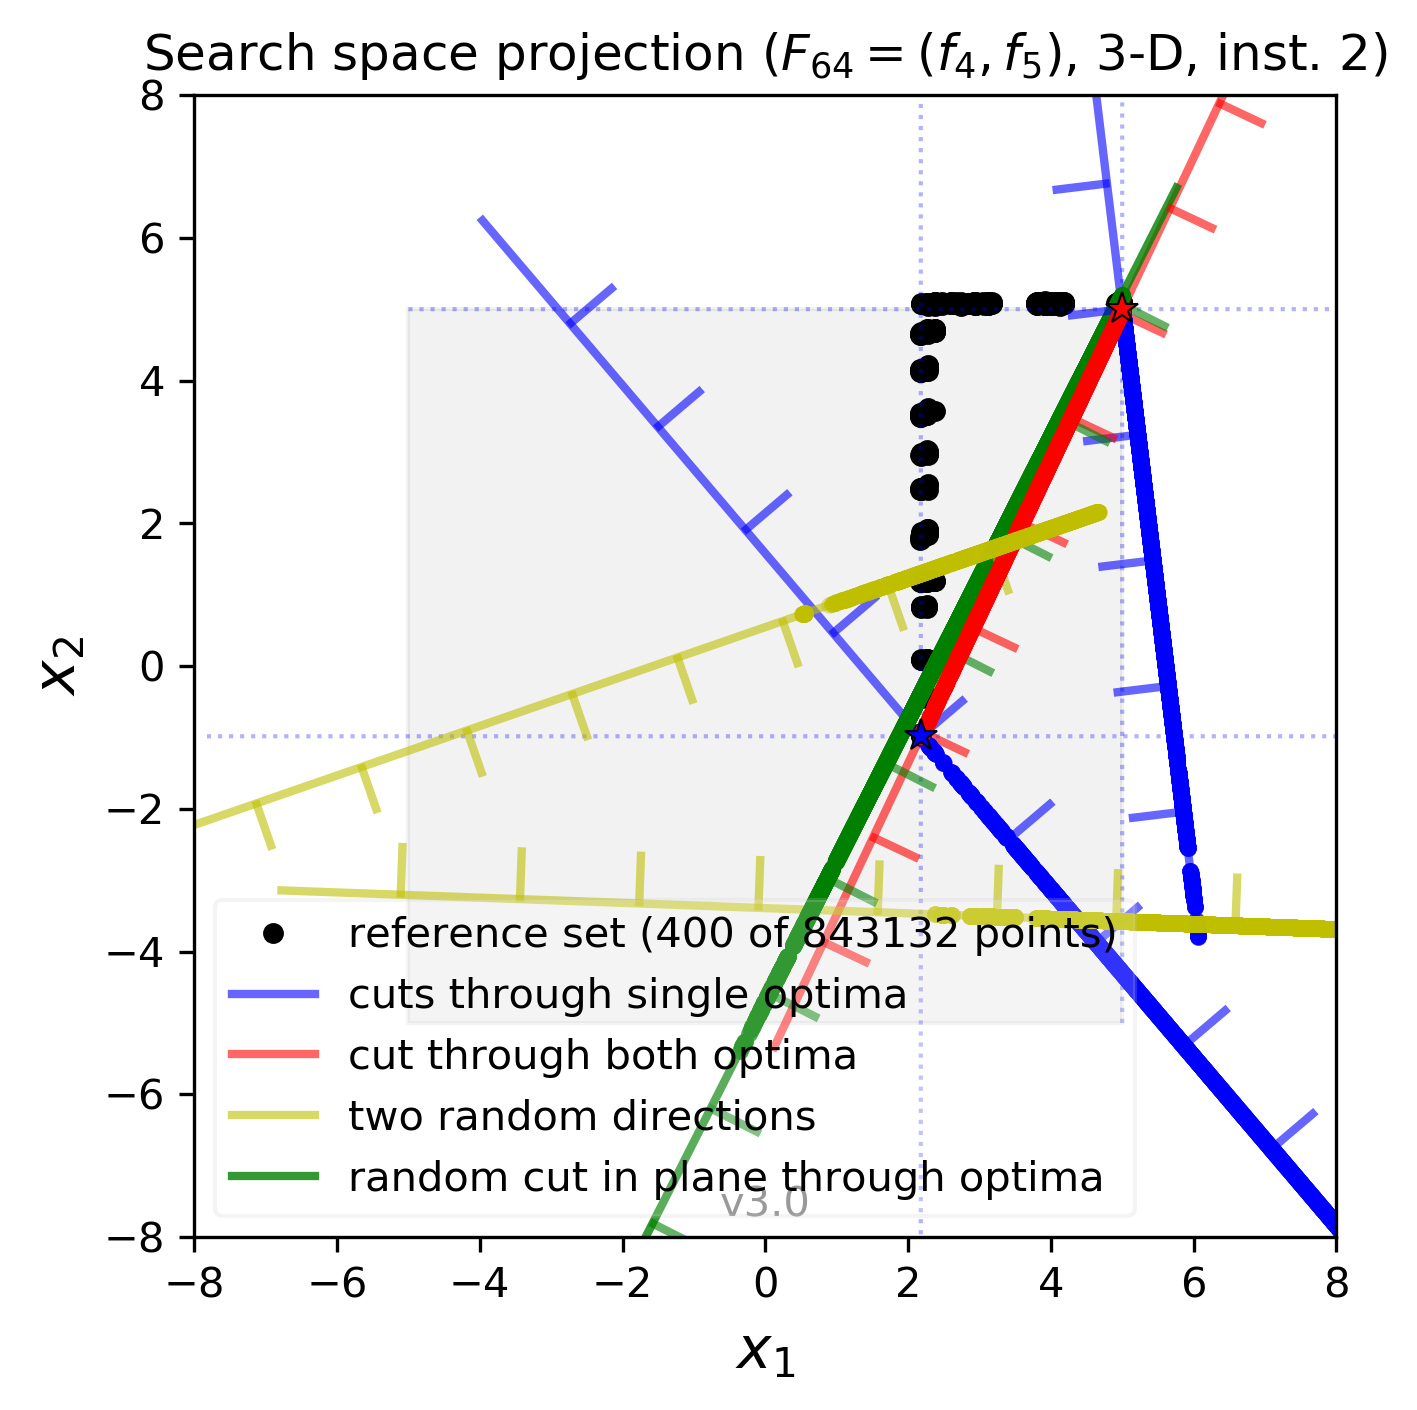 Search space projection (F₆₄ = (f₄, f₅), 3-D, inst. 2)
8
6
4
2
0
−2
−4
−6
−8
x₂
reference set (400 of 843132 points)
cuts through single optima
cut through both optima
two random directions
random cut in plane through optima
v3.0
−8 −6 −4 −2 0 2 4 6 8
x₁